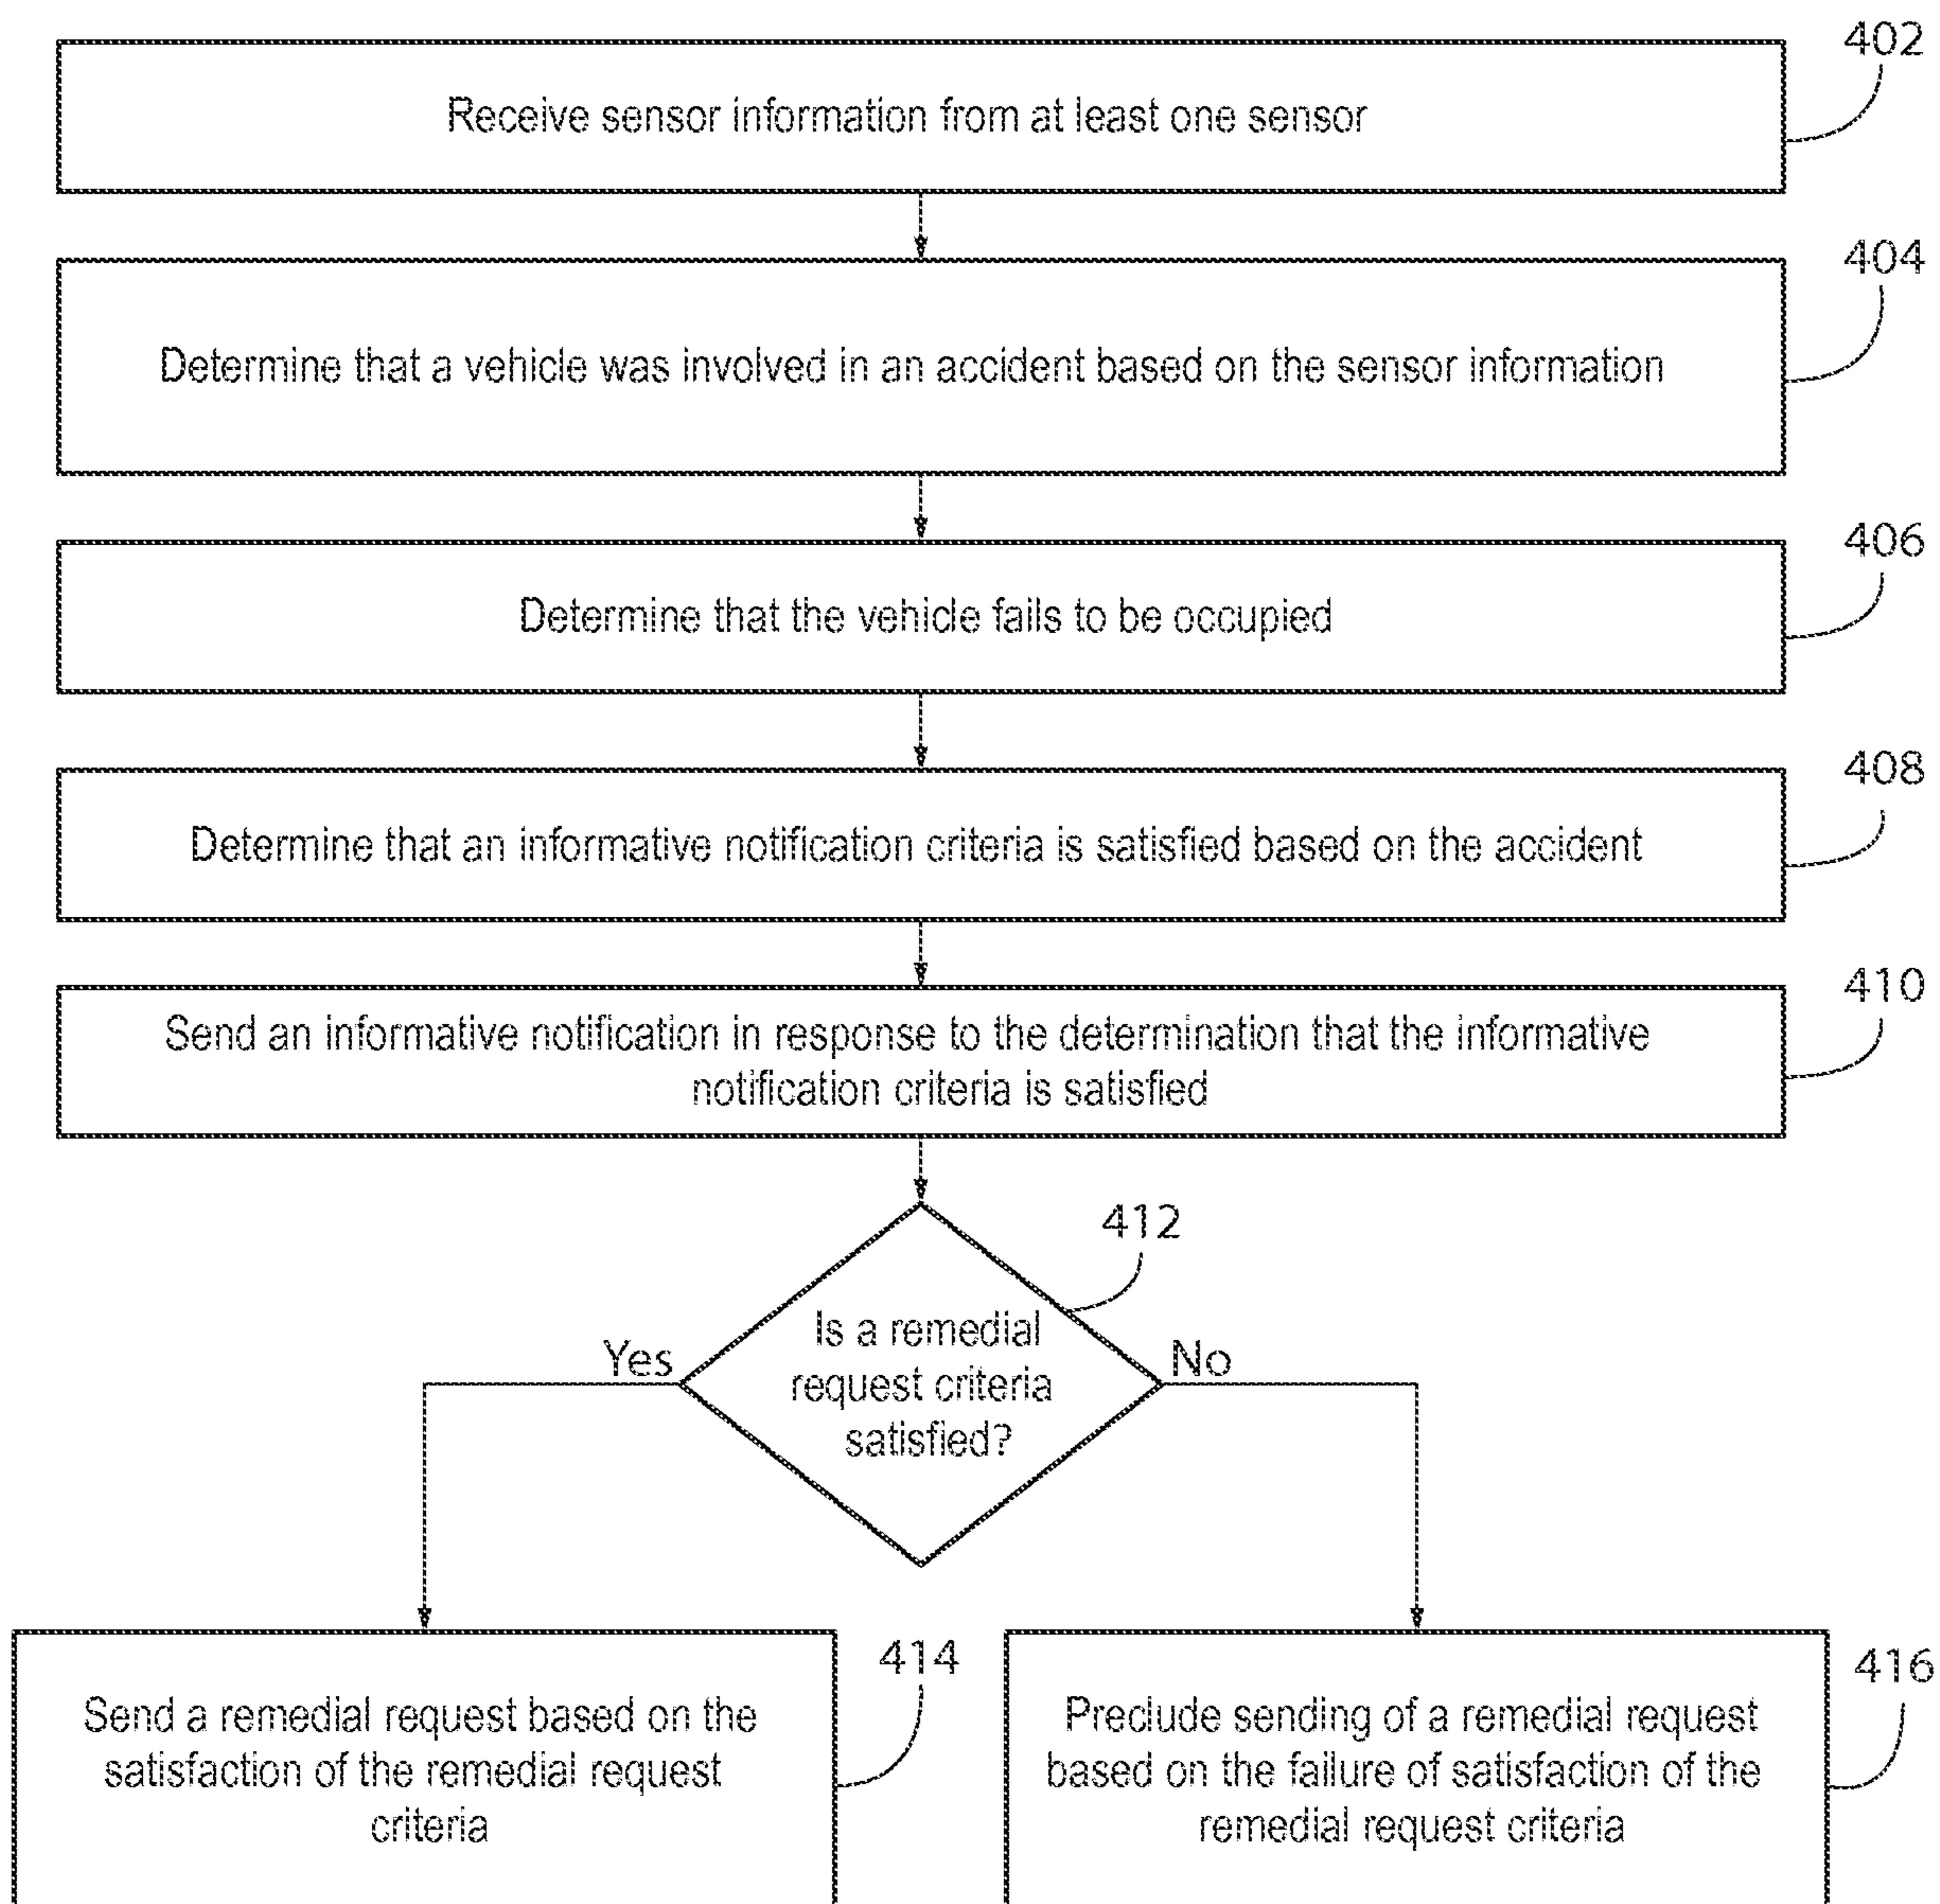 402
Receive sensor information from at least one sensor
404
Determine that a vehicle was involved in an accident based on the sensor information
406
Determine that the vehicle fails to be occupied
408
Determine that an informative notification criteria is satisfied based on the accident
410
Send an informative notification in response to the determination that the informative
notification criteria is satisfied
412
Is a remedial
request criteria
satisfied?
Yes
No
414
Send a remedial request based on the
satisfaction of the remedial request
criteria
416
Preclude sending of a remedial request
based on the failure of satisfaction of the
remedial request criteria